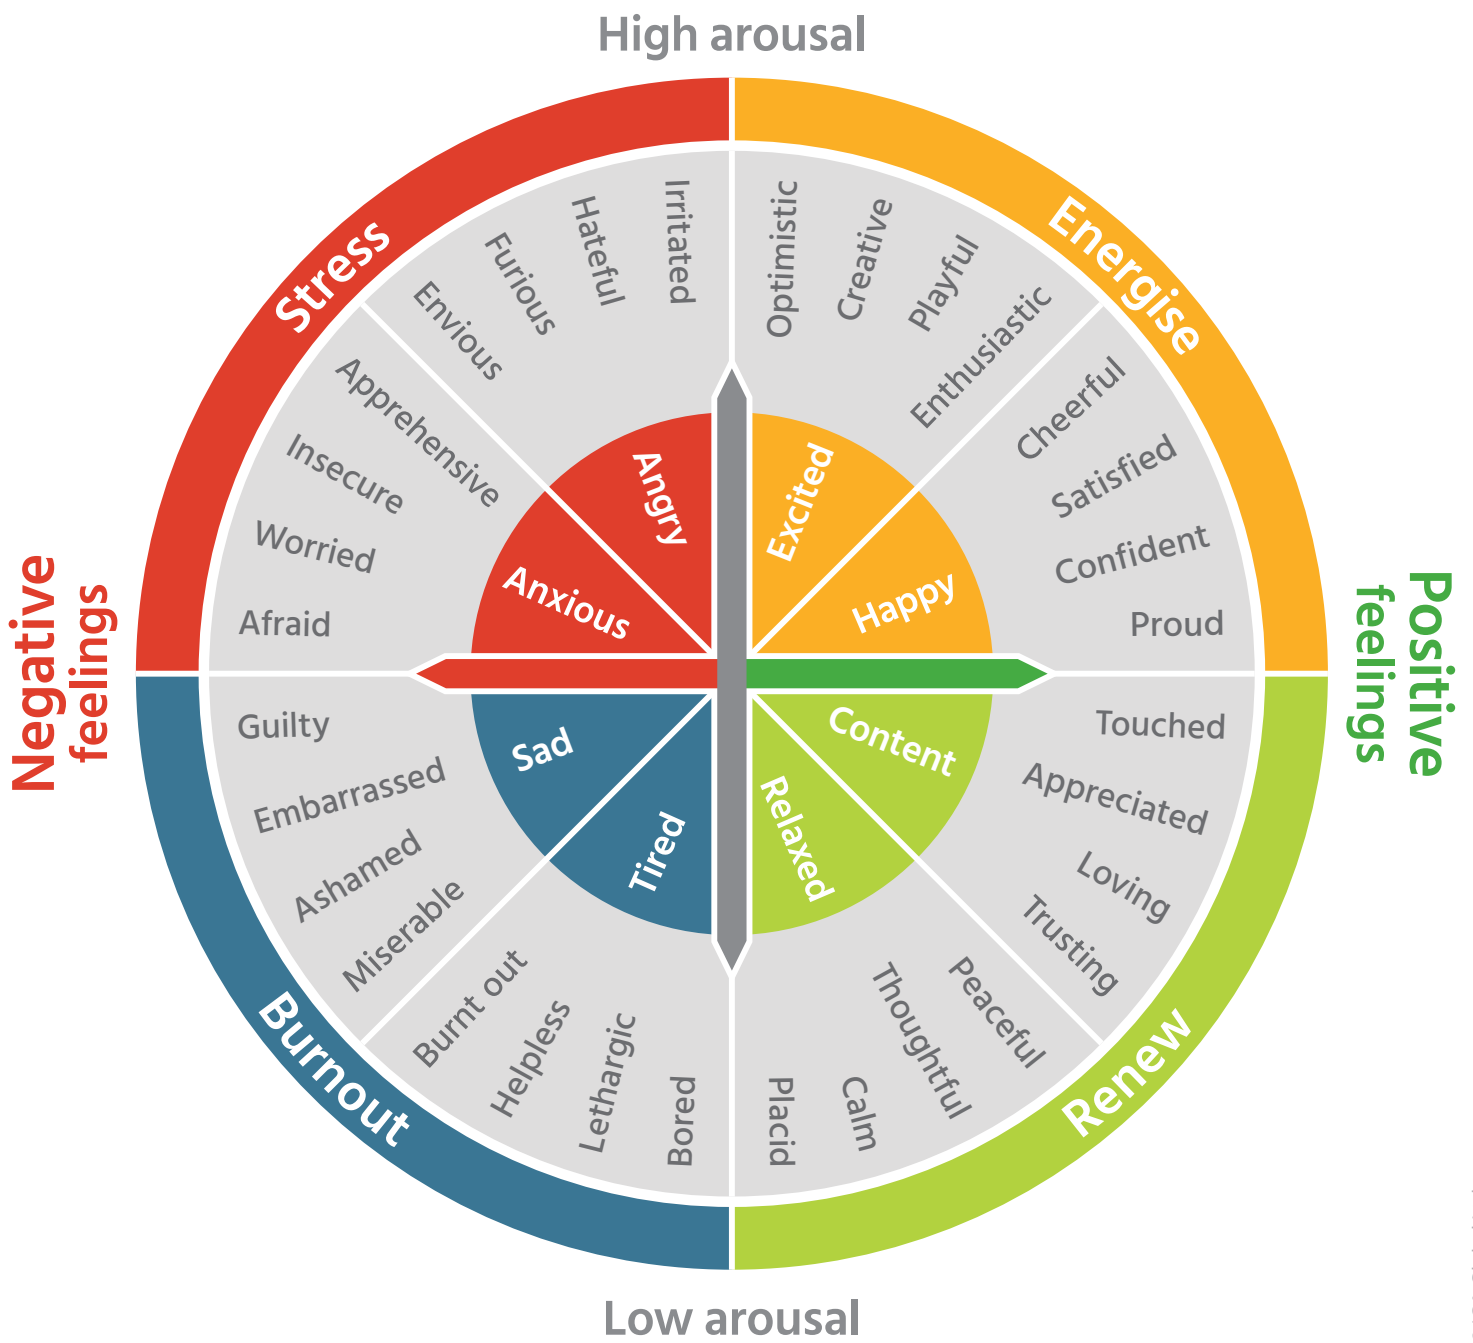 High arousal
Stress
Energise
Irritated
Hateful
Furious
Envious
Apprehensive
Insecure
Worried
Afraid
Optimistic
Creative
Playful
Enthusiastic
Cheerful
Satisfied
Confident
Proud
Angry
Anxious
Excited
Happy
Negative
feelings
Positive
feelings
Sad
Tired
Content
Relaxed
Guilty
Embarrassed
Ashamed
Miserable
Burnt out
Helpless
Lethargic
Bored
Touched
Appreciated
Loving
Trusting
Peaceful
Thoughtful
Calm
Placid
Burnout
Renew
Low arousal